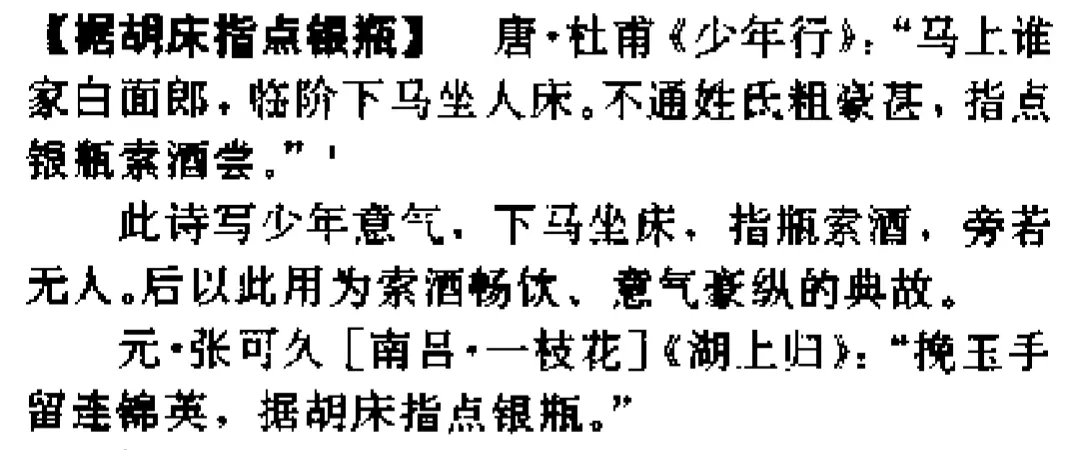 【据胡床指点银瓶】　唐·杜甫《少年行》：“马上谁
家白面郎，临阶下马坐人床。不通姓氏粗豪甚，指点
银瓶索酒尝。”
此诗写少年意气，下马坐床，指瓶索酒，旁若
无人。后以此用为索酒畅饮、意气豪纵的典故。
元·张可久［南吕·一枝花］《湖上归》：“挽玉手
留连锦英，据胡床指点银瓶。”